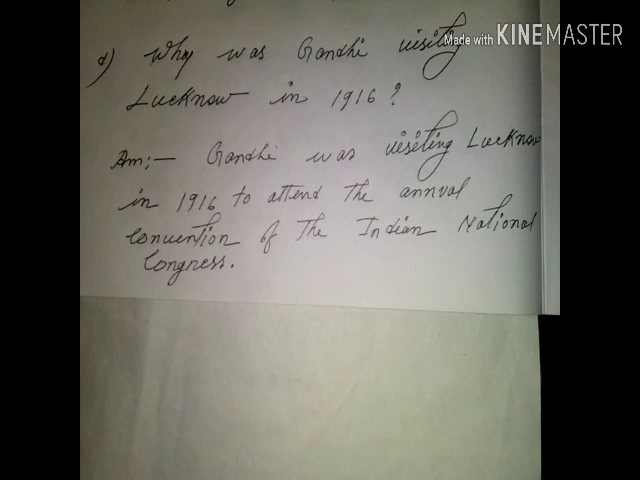 Made with KINEMASTER
d) Why was Gandhi visiting
Lucknow in 1916?
Ans:— Gandhi was visiting Lucknow
in 1916 to attend the annual
convention of the Indian National
Congress.